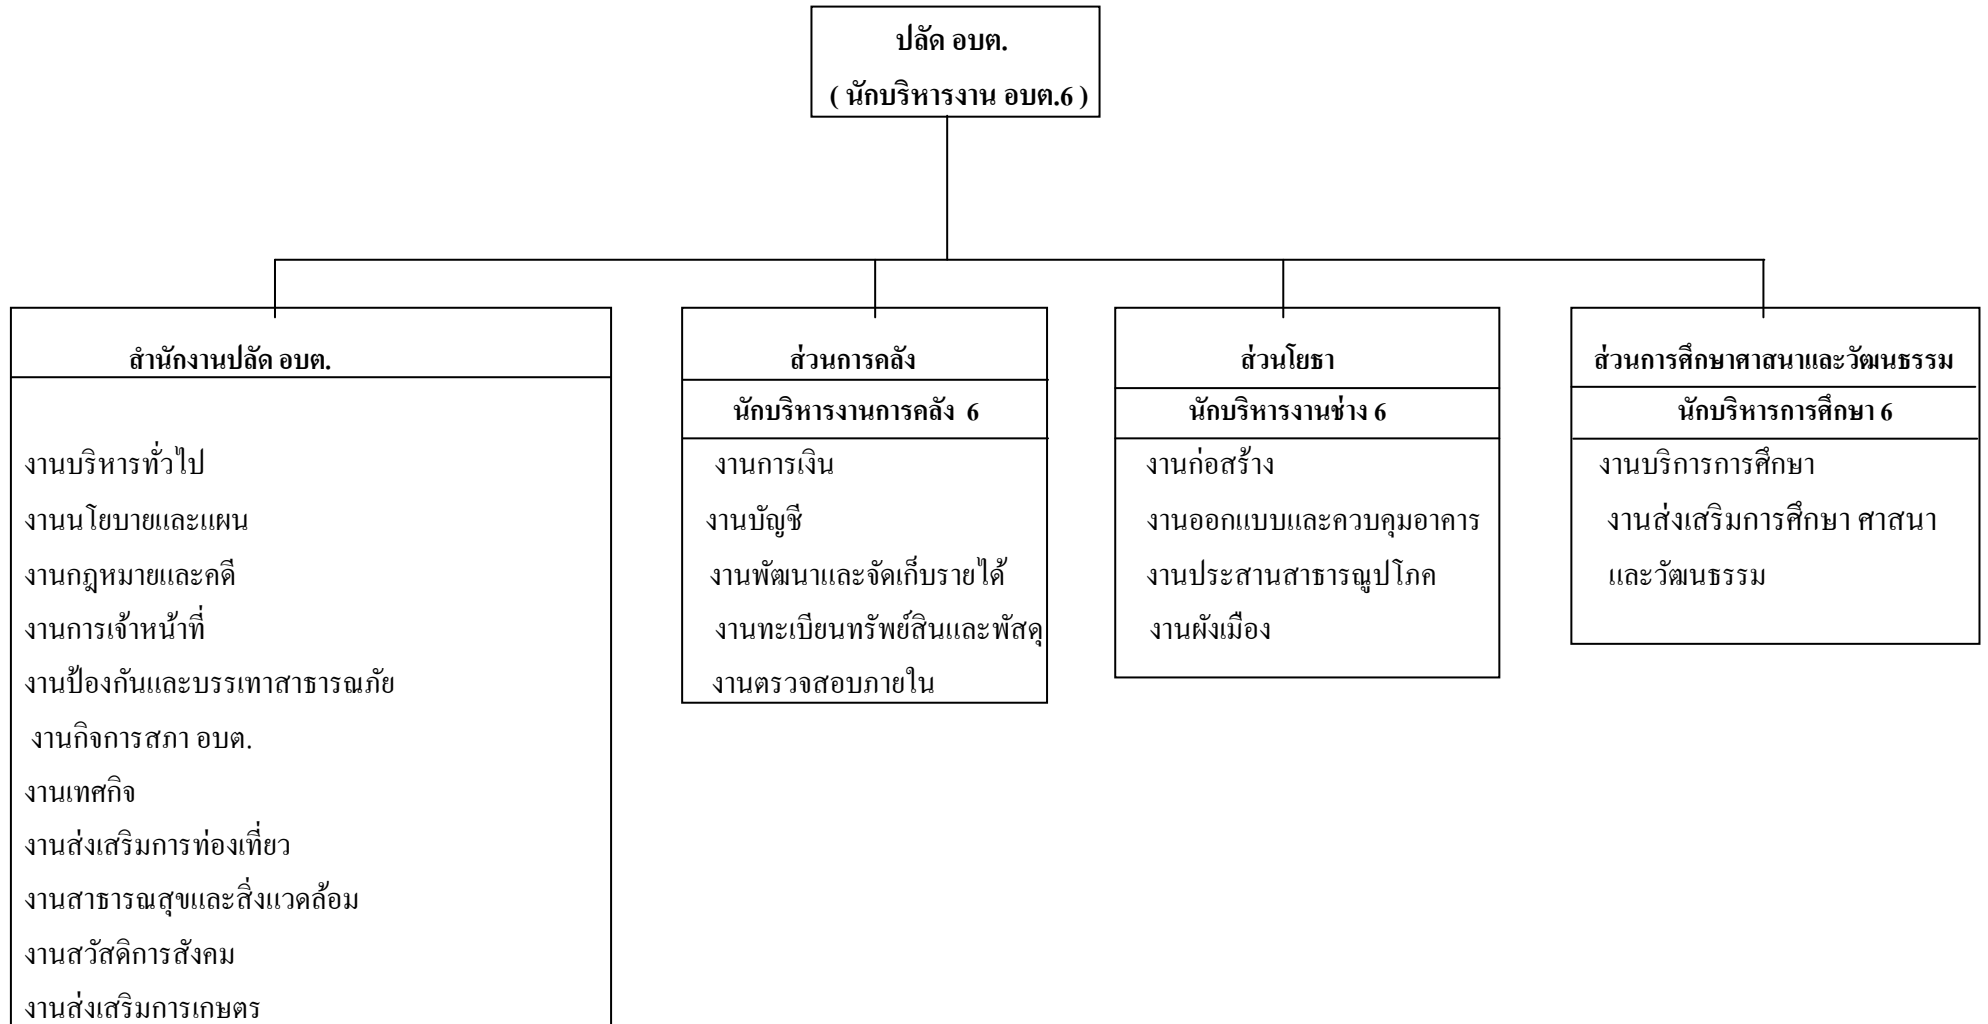 ปลัด อบต.
( นักบริหารงาน อบต.6 )
สำนักงานปลัด อบต.
งานบริหารทั่วไป
งานนโยบายและแผน
งานกฎหมายและคดี
งานการเจ้าหน้าที่
งานป้องกันและบรรเทาสาธารณภัย
งานกิจการสภา อบต.
งานเทศกิจ
งานส่งเสริมการท่องเที่ยว
งานสาธารณสุขและสิ่งแวดล้อม
งานสวัสดิการสังคม
งานส่งเสริมการเกษตร
ส่วนการคลัง
นักบริหารงานการคลัง 6
งานการเงิน
งานบัญชี
งานพัฒนาและจัดเก็บรายได้
งานทะเบียนทรัพย์สินและพัสดุ
งานตรวจสอบภายใน
ส่วนโยธา
นักบริหารงานช่าง 6
งานก่อสร้าง
งานออกแบบและควบคุมอาคาร
งานประสานสาธารณูปโภค
งานผังเมือง
ส่วนการศึกษาศาสนาและวัฒนธรรม
นักบริหารการศึกษา 6
งานบริการการศึกษา
งานส่งเสริมการศึกษา ศาสนา
และวัฒนธรรม